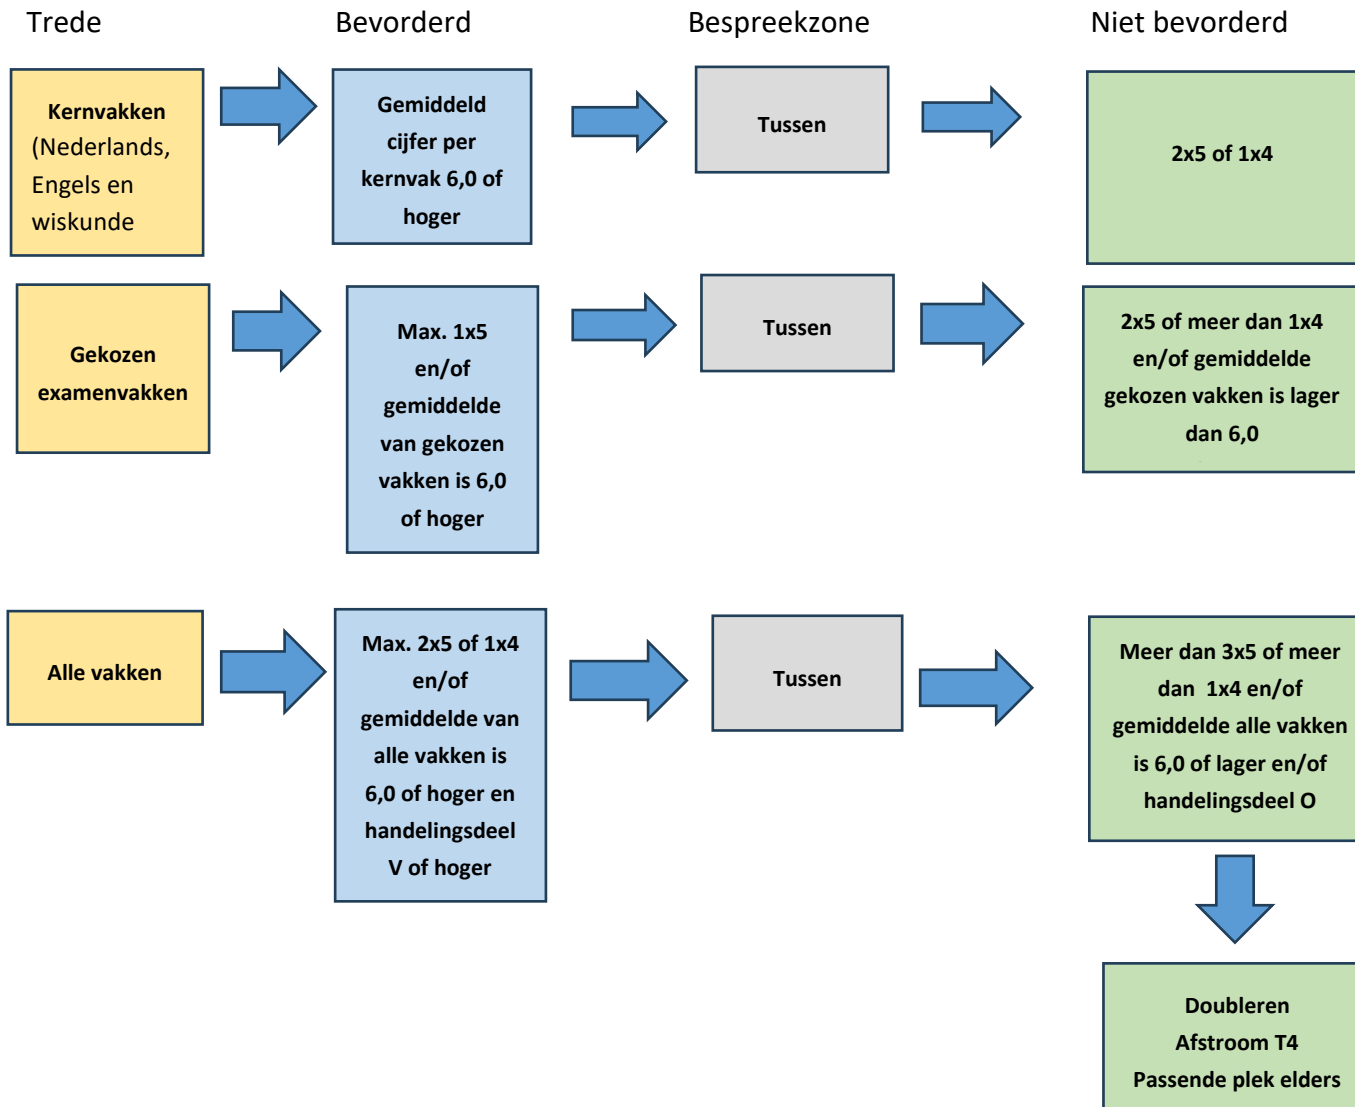 Trede
Bevorderd
Bespreekzone
Niet bevorderd
Kernvakken
(Nederlands,
Engels en
wiskunde
Gemiddeld
cijfer per
kernvak 6,0 of
hoger
Tussen
2x5 of 1x4
Gekozen
examenvakken
Max. 1x5
en/of
gemiddelde
van gekozen
vakken is 6,0
of hoger
Tussen
2x5 of meer dan 1x4
en/of gemiddelde
gekozen vakken is lager
dan 6,0
Alle vakken
Max. 2x5 of 1x4
en/of
gemiddelde van
alle vakken is
6,0 of hoger en
handelingsdeel
V of hoger
Tussen
Meer dan 3x5 of meer
dan 1x4 en/of
gemiddelde alle vakken
is 6,0 of lager en/of
handelingsdeel O
Doubleren
Afstroom T4
Passende plek elders